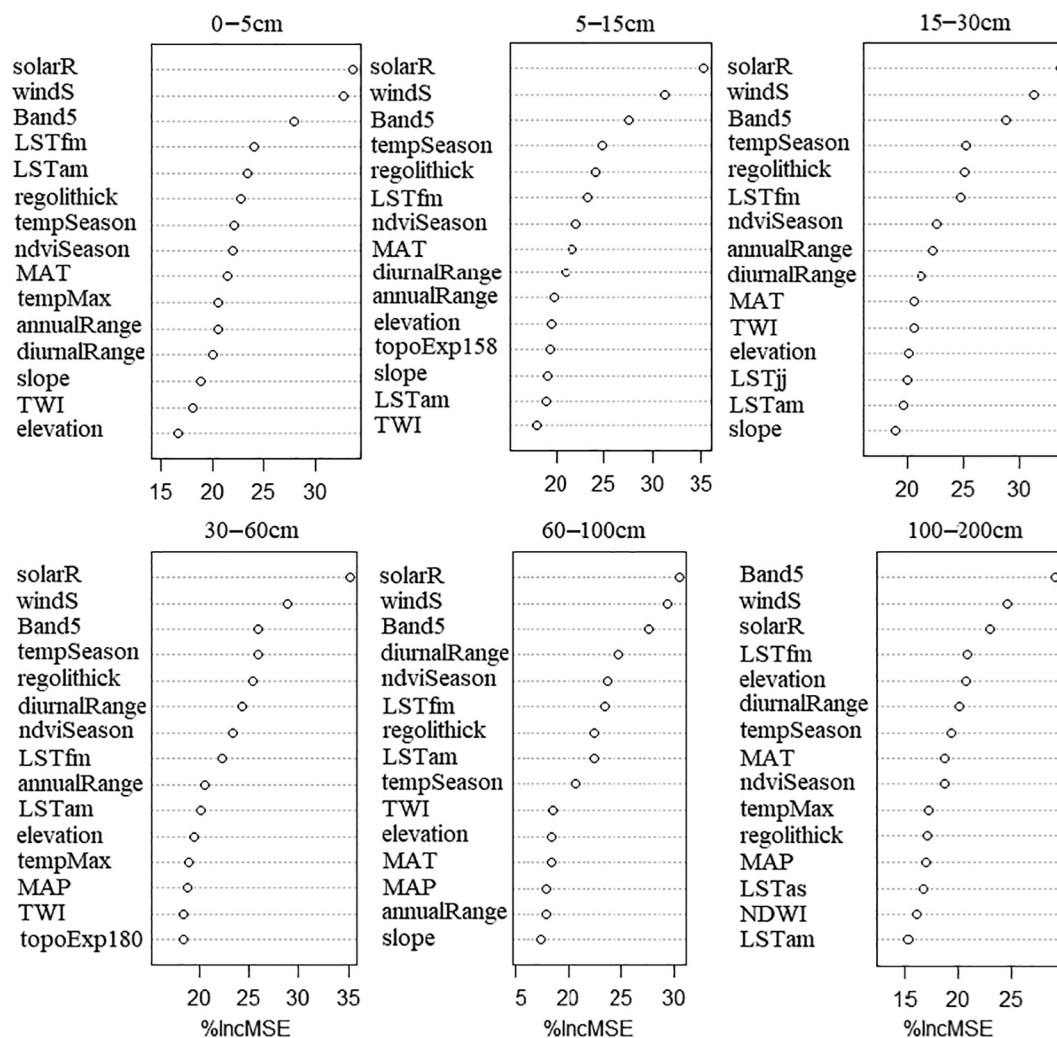 0–5cm
solarR
windS
Band5
LSTfm
LSTam
regolithick
tempSeason
ndviSeason
MAT
tempMax
annualRange
diurnalRange
slope
TWI
elevation
15 20 25 30
5–15cm
solarR
windS
Band5
tempSeason
regolithick
LSTfm
ndviSeason
MAT
diurnalRange
annualRange
elevation
topoExp158
slope
LSTam
TWI
20 25 30 35
15–30cm
solarR
windS
Band5
tempSeason
regolithick
LSTfm
ndviSeason
annualRange
diurnalRange
MAT
TWI
elevation
LSTjj
LSTam
slope
20 25 30
30–60cm
solarR
windS
Band5
tempSeason
regolithick
diurnalRange
ndviSeason
LSTfm
annualRange
LSTam
elevation
tempMax
MAP
TWI
topoExp180
20 25 30 35
%IncMSE
60–100cm
solarR
windS
Band5
diurnalRange
ndviSeason
LSTfm
regolithick
LSTam
tempSeason
TWI
elevation
MAT
MAP
annualRange
slope
5 20 25 30
%IncMSE
100–200cm
Band5
windS
solarR
LSTfm
elevation
diurnalRange
tempSeason
MAT
ndviSeason
tempMax
regolithick
MAP
LSTas
NDWI
LSTam
15 20 25
%IncMSE